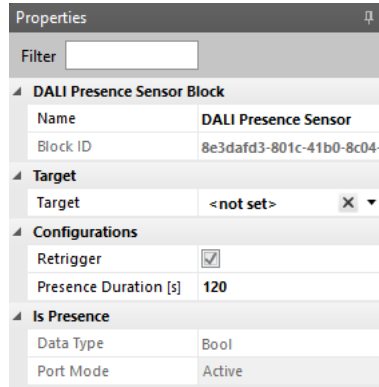 Properties
Filter
DALI Presence Sensor Block
Name DALI Presence Sensor
Block ID 8e3dafd3-801c-41b0-8c04-
Target
Target <not set>
Configurations
Retrigger
Presence Duration [s] 120
Is Presence
Data Type Bool
Port Mode Active